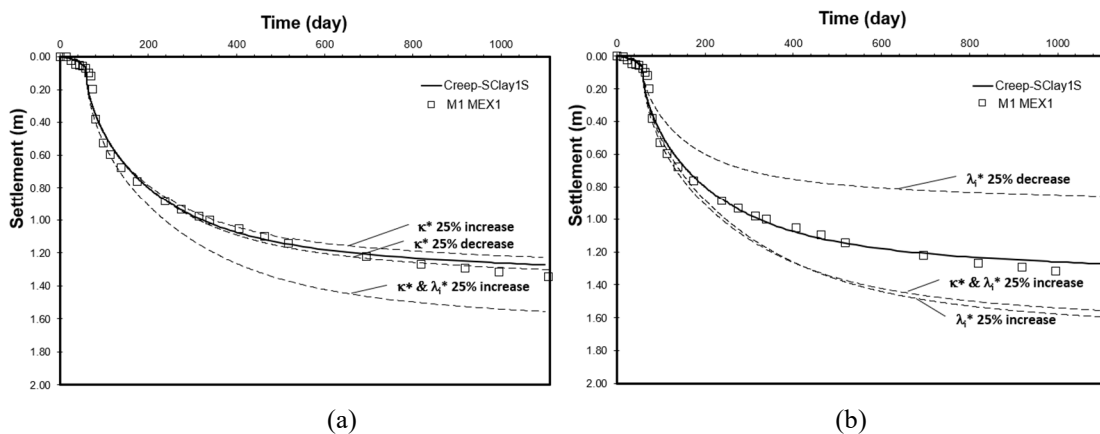 Time (day)
0 200 400 600 800 1000
0.00
0.20
0.40
0.60
0.80
1.00
1.20
1.40
1.60
1.80
2.00
Settlement (m)
Creep-SClay1S
M1 MEX1
κ* 25% increase
κ* 25% decrease
κ* & λi* 25% increase
(a)
Time (day)
0 200 400 600 800 1000
0.00
0.20
0.40
0.60
0.80
1.00
1.20
1.40
1.60
1.80
2.00
Settlement (m)
Creep-SClay1S
M1 MEX1
λi* 25% decrease
κ* & λi* 25% increase
λi* 25% increase
(b)